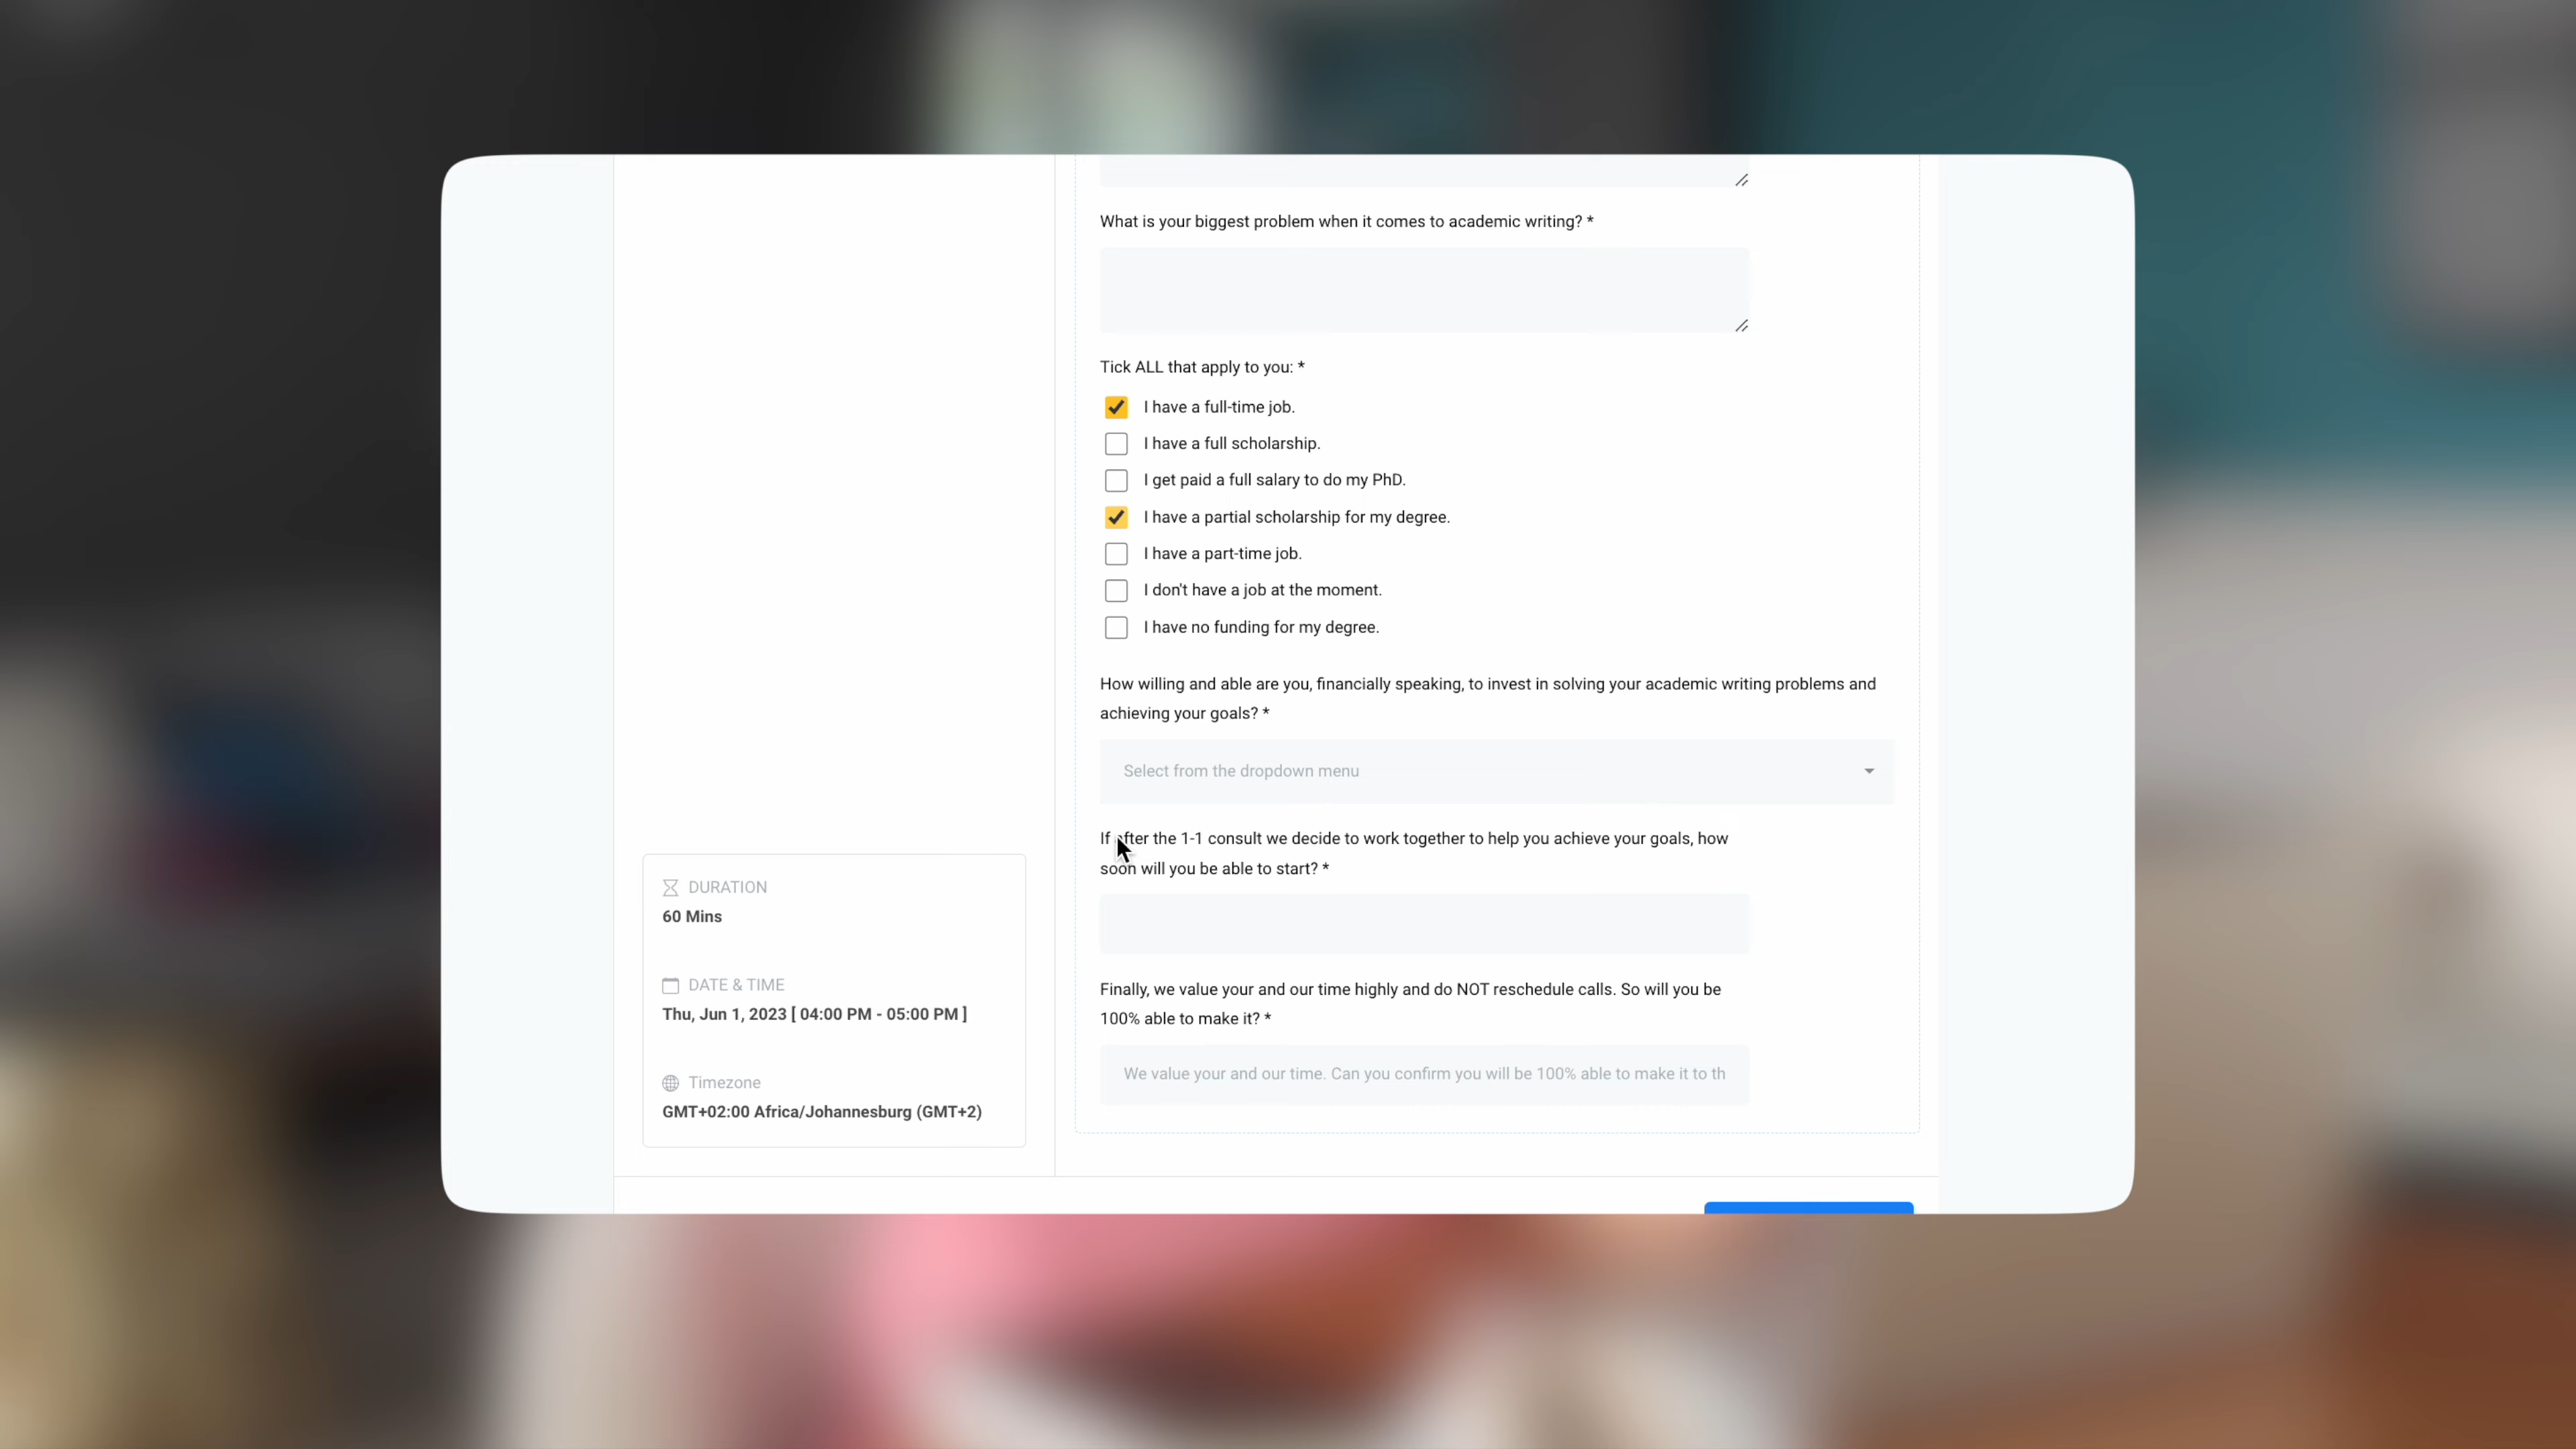 What is your biggest problem when it comes to academic writing? *
Tick ALL that apply to you: *
I have a full-time job.
I have a full scholarship.
I get paid a full salary to do my PhD.
I have a partial scholarship for my degree.
I have a part-time job.
I don't have a job at the moment.
I have no funding for my degree.
How willing and able are you, financially speaking, to invest in solving your academic writing problems and
achieving your goals? *
Select from the dropdown menu
If after the 1-1 consult we decide to work together to help you achieve your goals, how
soon will you be able to start? *
Finally, we value your and our time highly and do NOT reschedule calls. So will you be
100% able to make it? *
We value your and our time. Can you confirm you will be 100% able to make it to th
DURATION
60 Mins
DATE & TIME
Thu, Jun 1, 2023 [ 04:00 PM - 05:00 PM ]
Timezone
GMT+02:00 Africa/Johannesburg (GMT+2)